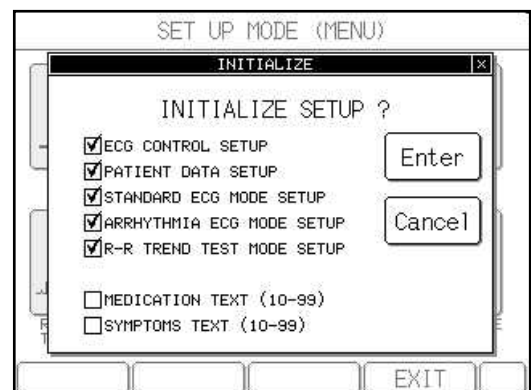 SET UP MODE (MENU)
INITIALIZE
INITIALIZE SETUP ?
ECG CONTROL SETUP
PATIENT DATA SETUP
STANDARD ECG MODE SETUP
ARRHYTHMIA ECG MODE SETUP
R-R TREND TEST MODE SETUP
Enter
Cancel
MEDICATION TEXT (10-99)
SYMPTOMS TEXT (10-99)
EXIT